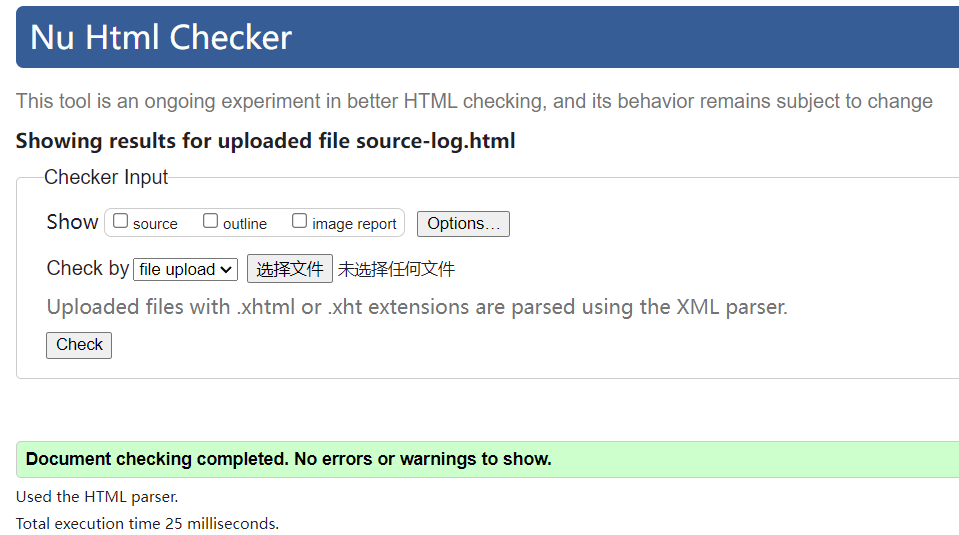 Nu Html Checker
This tool is an ongoing experiment in better HTML checking, and its behavior remains subject to change
Showing results for uploaded file source-log.html
Checker Input
Show source outline image report Options…
Check by file upload 选择文件 未选择任何文件
Uploaded files with .xhtml or .xht extensions are parsed using the XML parser.
Check
Document checking completed. No errors or warnings to show.
Used the HTML parser.
Total execution time 25 milliseconds.